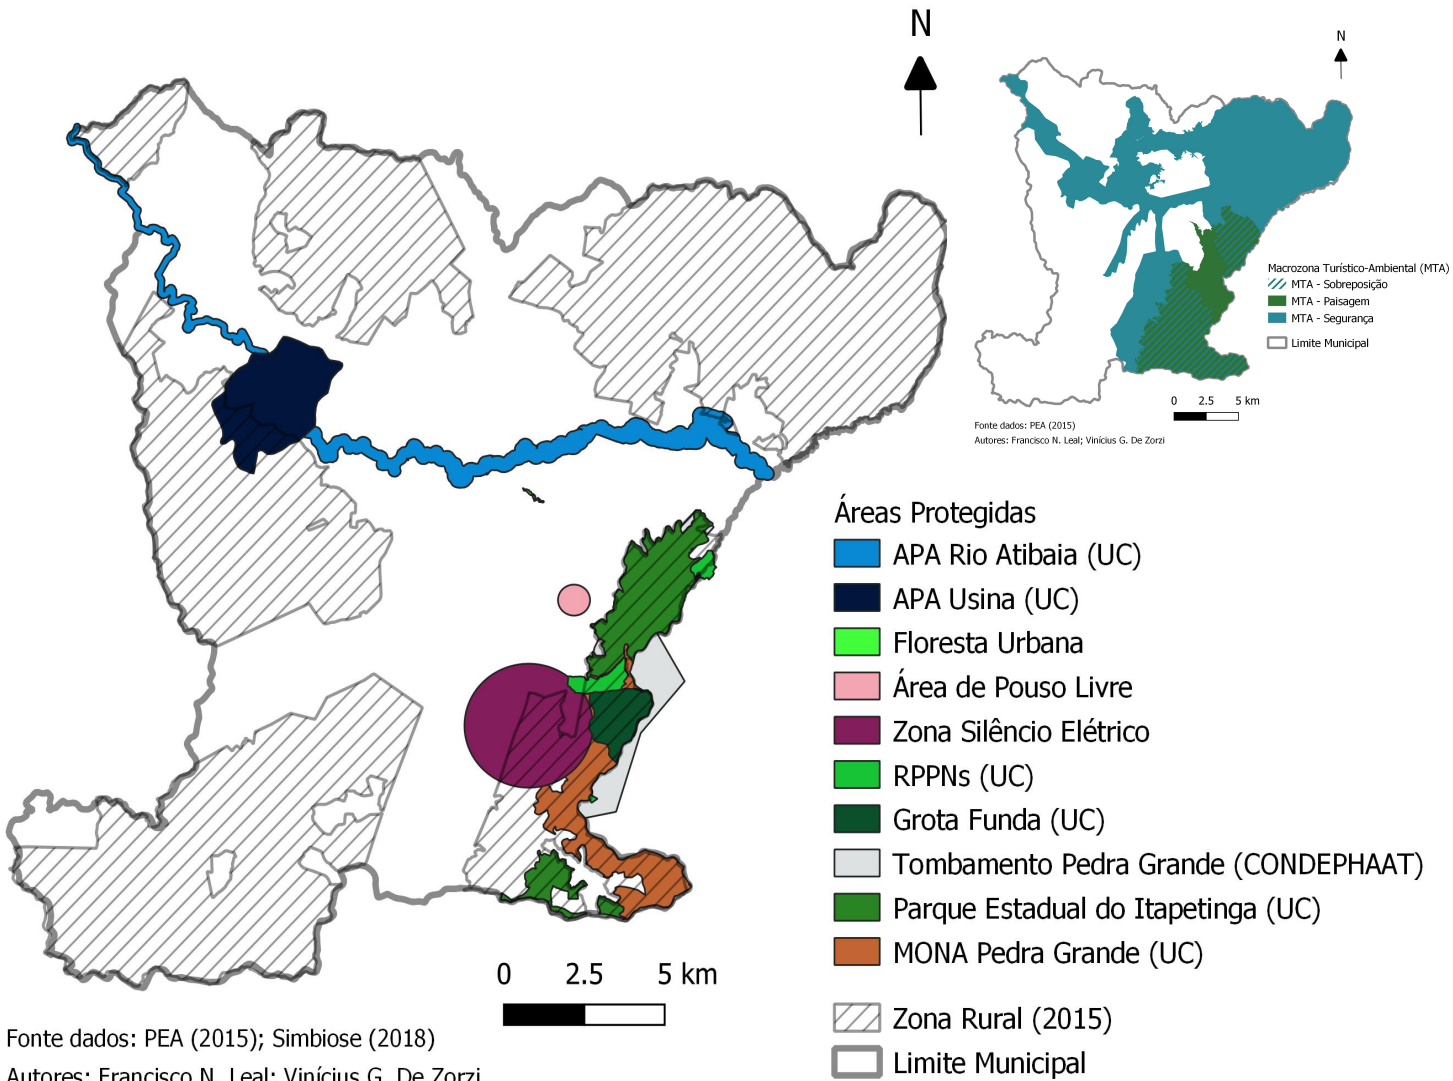 N
N
Macrozona Turístico-Ambiental (MTA)
MTA - Sobreposição
MTA - Paisagem
MTA - Segurança
Limite Municipal
0 2.5 5 km
Fonte dados: PEA (2015)
Autores: Francisco N. Leal; Vinícius G. De Zorzi
Áreas Protegidas
APA Rio Atibaia (UC)
APA Usina (UC)
Floresta Urbana
Área de Pouso Livre
Zona Silêncio Elétrico
RPPNs (UC)
Grota Funda (UC)
Tombamento Pedra Grande (CONDEPHAAT)
Parque Estadual do Itapetinga (UC)
MONA Pedra Grande (UC)
Zona Rural (2015)
Limite Municipal
0 2.5 5 km
Fonte dados: PEA (2015); Simbiose (2018)
Autores: Francisco N. Leal; Vinícius G. De Zorzi